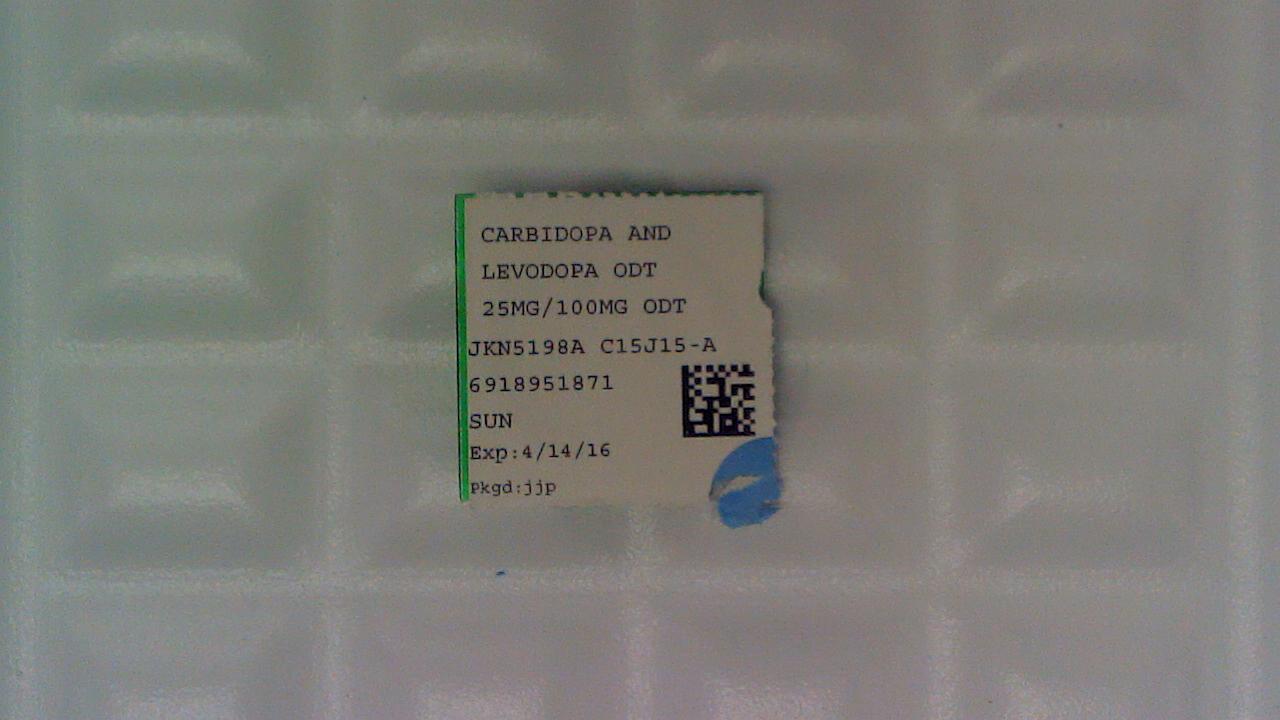 CARBIDOPA AND
LEVODOPA ODT
25MG/100MG ODT
JKN5198A C15J15-A
6918951871
SUN
Exp:4/14/16
Pkgd:jjp